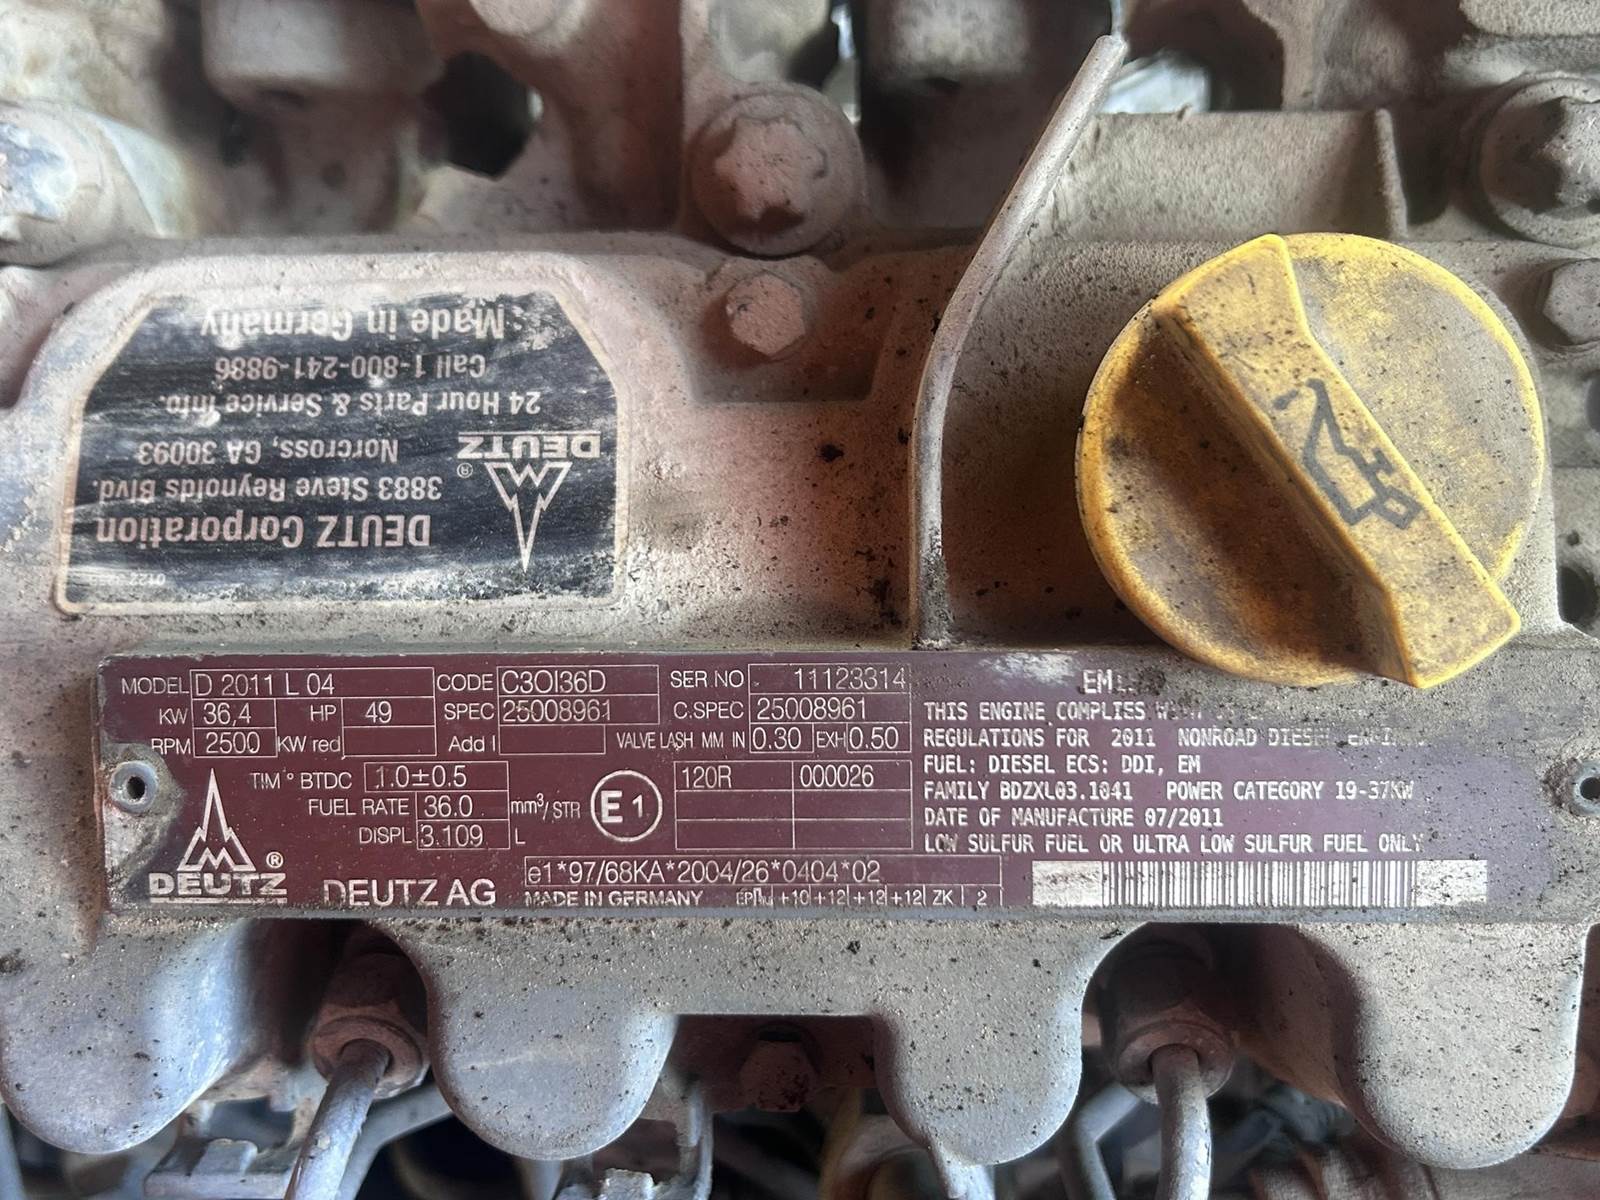 DEUTZ Corporation
3883 Steve Reynolds Blvd.
Norcross, GA 30093
24 Hour Parts & Service Info.
Call 1-800-241-9886
Made in Germany
DEUTZ ®
MODEL D 2011 L 04 CODE C3OI36D SER NO 11123314
KW 36,4 HP 49 SPEC 25008961 C.SPEC 25008961
RPM 2500 KW red Add I VALVE LASH MM IN 0.30 EXH 0.50
TIM ° BTDC 1.0±0.5 E1 120R 000026
FUEL RATE 36.0 mm³/STR
DISPL 3.109 L
e1*97/68KA*2004/26*0404*02
DEUTZ ® DEUTZ AG MADE IN GERMANY +10 +12 +12 +12 ZK 2
THIS ENGINE COMPLIES
REGULATIONS FOR 2011 NONROAD DIESEL
FUEL: DIESEL ECS: DDI, EM
FAMILY BDZXL03.1041 POWER CATEGORY 19-37KW
DATE OF MANUFACTURE 07/2011
LOW SULFUR FUEL OR ULTRA LOW SULFUR FUEL ONLY